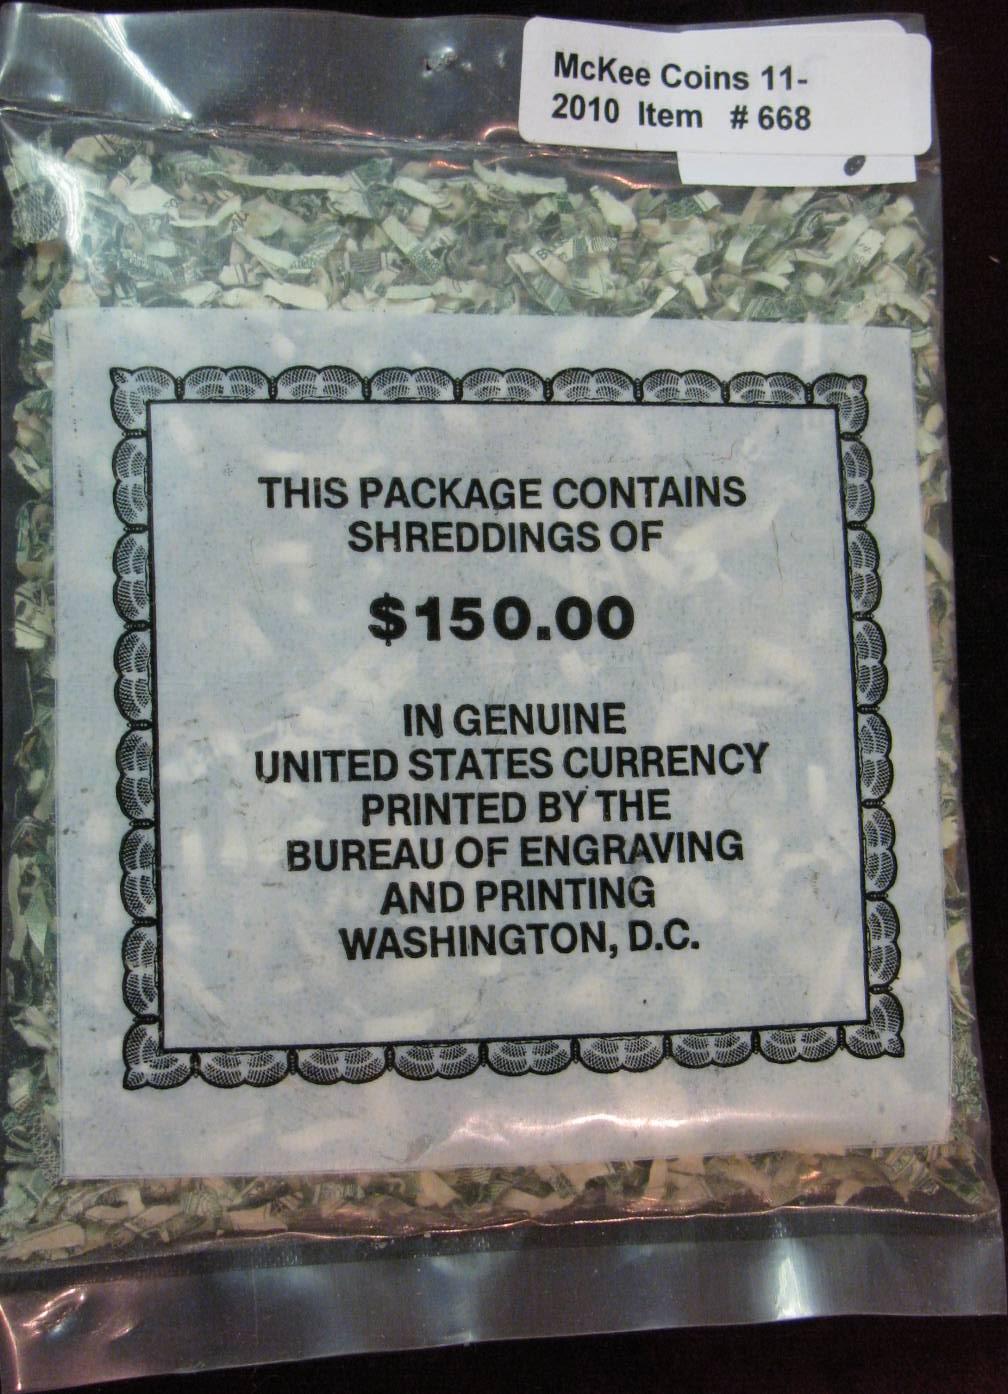 McKee Coins 11-
2010 Item # 668
THIS PACKAGE CONTAINS
SHREDDINGS OF
$150.00
IN GENUINE
UNITED STATES CURRENCY
PRINTED BY THE
BUREAU OF ENGRAVING
AND PRINTING
WASHINGTON, D.C.